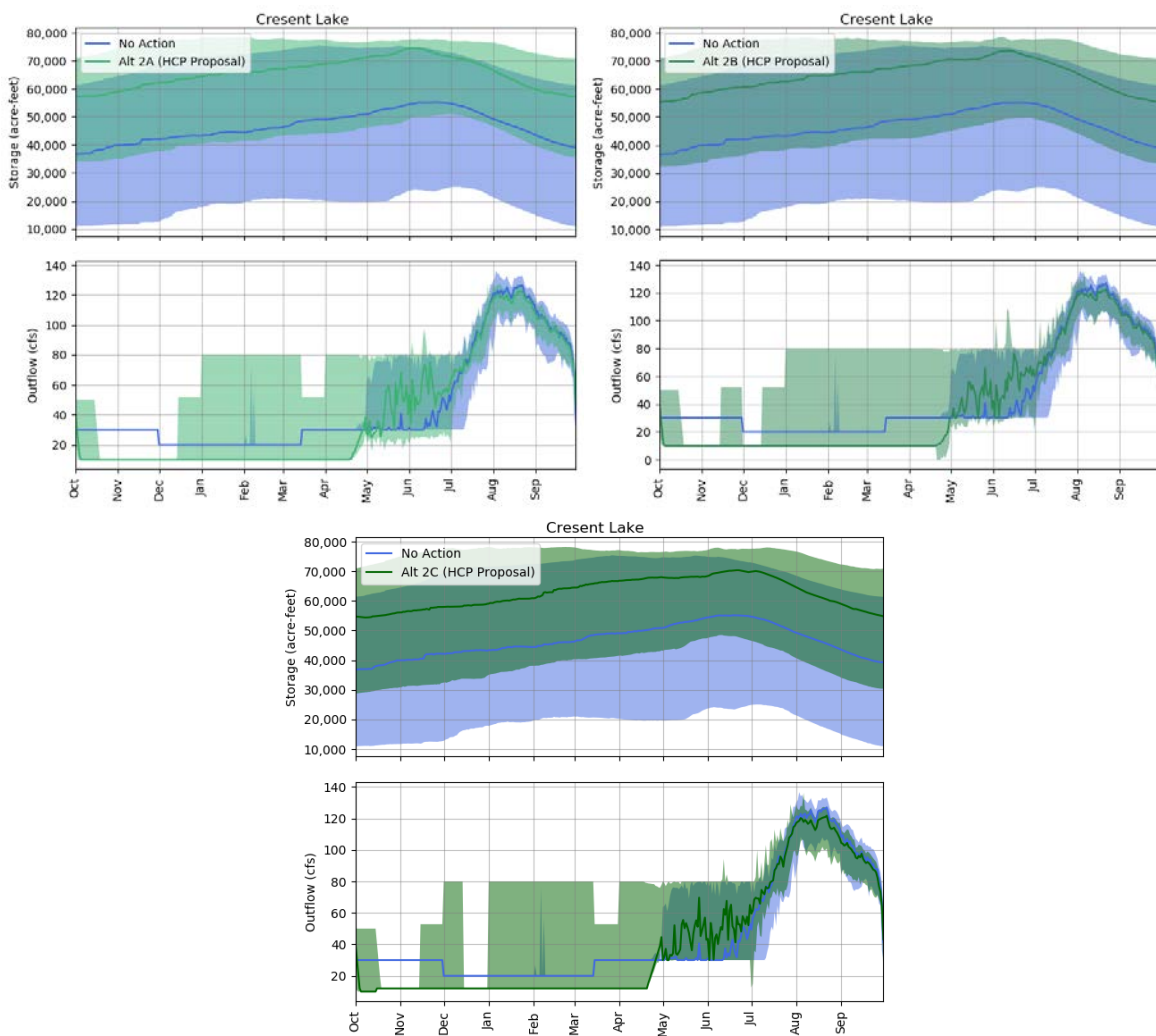 Cresent Lake
80,000
70,000
60,000
50,000
40,000
30,000
20,000
10,000
Storage (acre-feet)
No Action
Alt 2A (HCP Proposal)
140
120
100
80
60
40
20
Outflow (cfs)
Oct
Nov
Dec
Jan
Feb
Mar
Apr
May
Jun
Jul
Aug
Sep
Cresent Lake
80,000
70,000
60,000
50,000
40,000
30,000
20,000
10,000
Storage (acre-feet)
No Action
Alt 2B (HCP Proposal)
140
120
100
80
60
40
20
0
Outflow (cfs)
Oct
Nov
Dec
Jan
Feb
Mar
Apr
May
Jun
Jul
Aug
Sep
Cresent Lake
80,000
70,000
60,000
50,000
40,000
30,000
20,000
10,000
Storage (acre-feet)
No Action
Alt 2C (HCP Proposal)
140
120
100
80
60
40
20
Outflow (cfs)
Oct
Nov
Dec
Jan
Feb
Mar
Apr
May
Jun
Jul
Aug
Sep